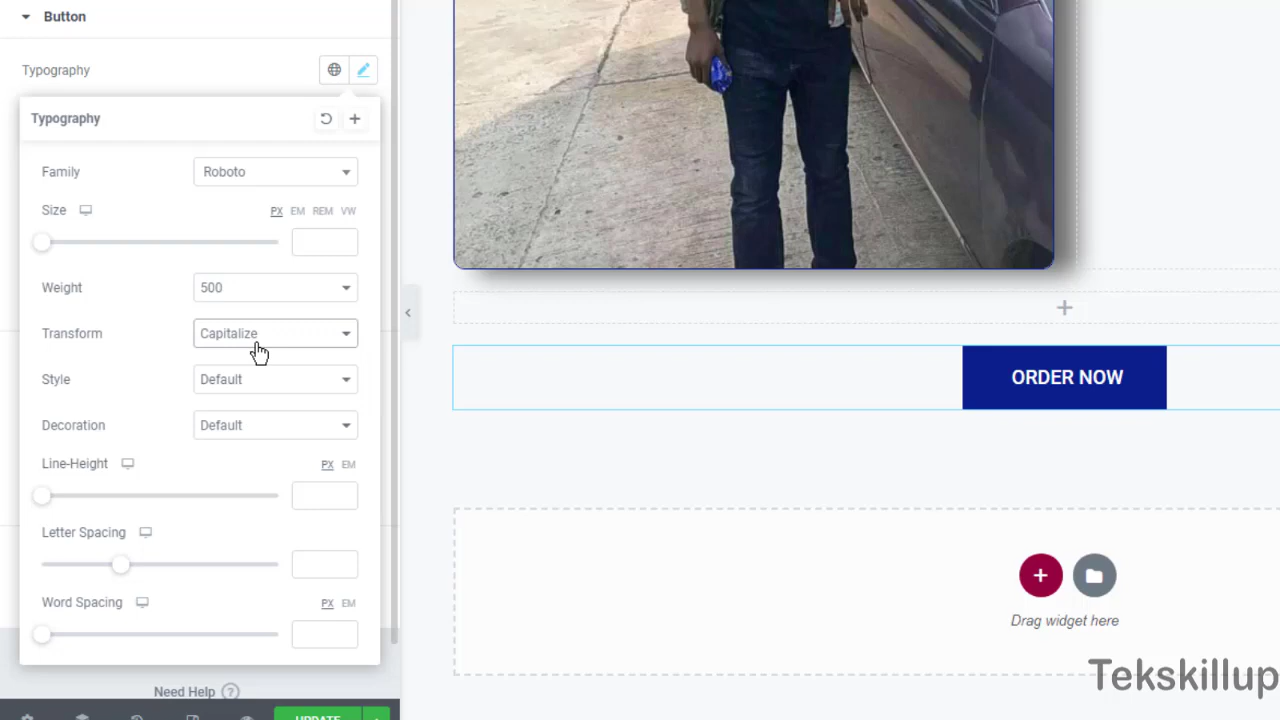 Button
Typography
Typography
Family Roboto
Size PX EM REM VW
Weight 500
Transform Capitalize
Style Default
Decoration Default
Line-Height PX EM
Letter Spacing
Word Spacing PX EM
Need Help ?
UPDATE
ORDER NOW
Drag widget here
Tekskillup